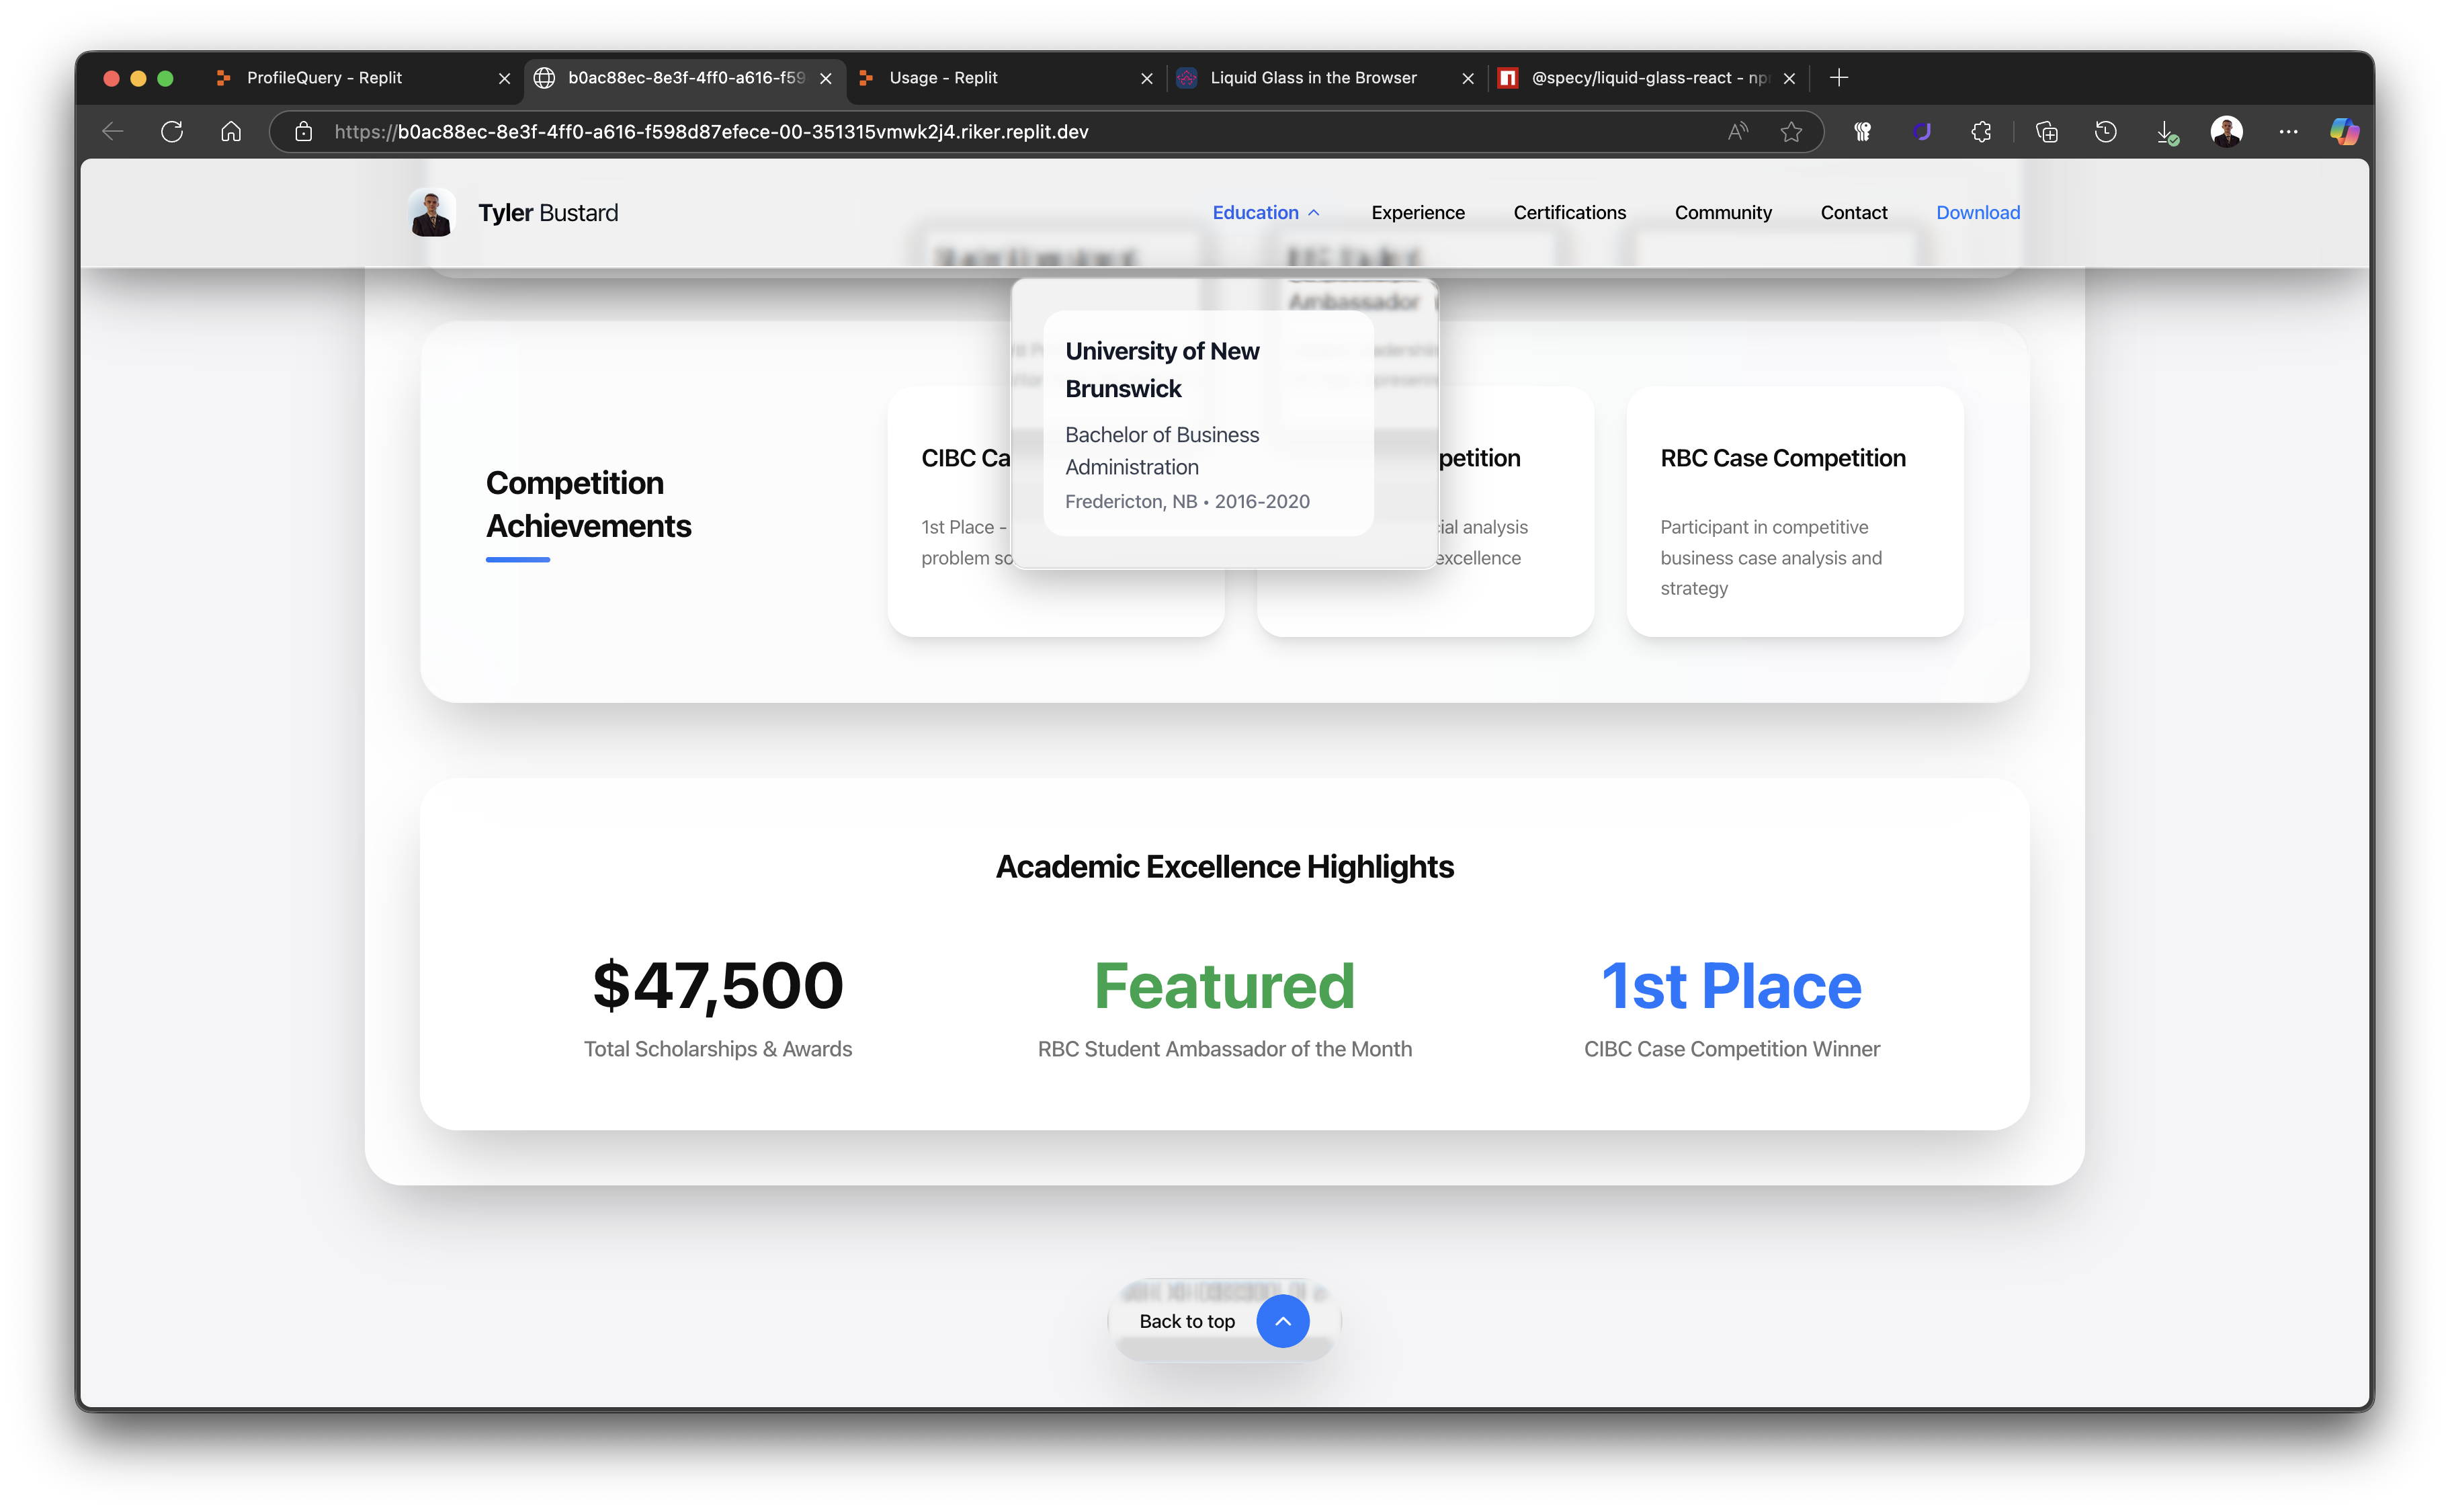 ProfileQuery - Replit
b0ac88ec-8e3f-4ff0-a616-f59
Usage - Replit
Liquid Glass in the Browser
@specy/liquid-glass-react - np
https://b0ac88ec-8e3f-4ff0-a616-f598d87efece-00-351315vmwk2j4.riker.replit.dev
Tyler Bustard
Education
Experience
Certifications
Community
Contact
Download
Ambassador
University of New
Brunswick
Bachelor of Business
Administration
Fredericton, NB • 2016-2020
Competition
Achievements
CIBC Ca
1st Place -
problem so
petition
ial analysis
excellence
RBC Case Competition
Participant in competitive
business case analysis and
strategy
Academic Excellence Highlights
$47,500
Total Scholarships & Awards
Featured
RBC Student Ambassador of the Month
1st Place
CIBC Case Competition Winner
Back to top